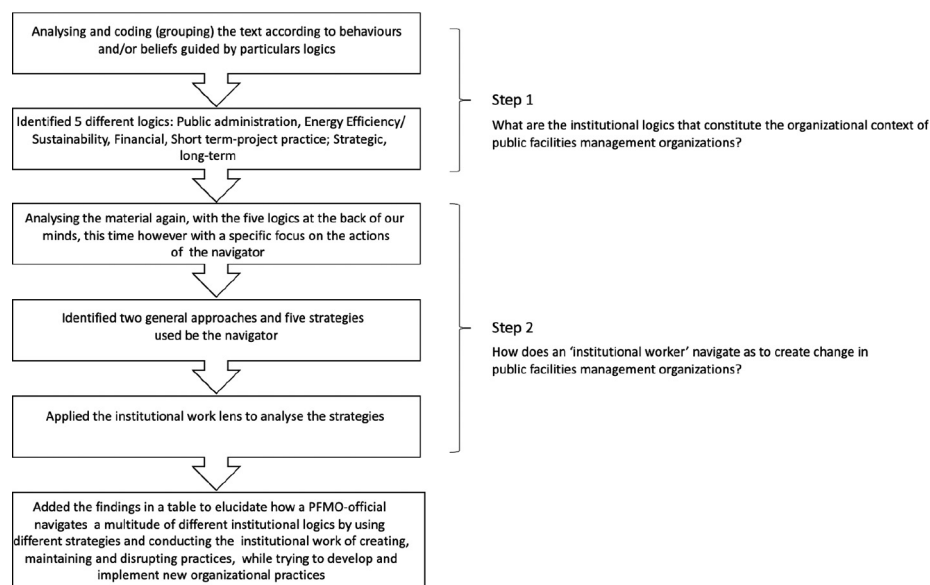 Analysing and coding (grouping) the text according to behaviours
and/or beliefs guided by particulars logics
Identified 5 different logics: Public administration, Energy Efficiency/
Sustainability, Financial, Short term-project practice; Strategic,
long-term
Step 1
What are the institutional logics that constitute the organizational context of
public facilities management organizations?
Analysing the material again, with the five logics at the back of our
minds, this time however with a specific focus on the actions
of the navigator
Identified two general approaches and five strategies
used be the navigator
Applied the institutional work lens to analyse the strategies
Step 2
How does an ‘institutional worker’ navigate as to create change in
public facilities management organizations?
Added the findings in a table to elucidate how a PFMO-official
navigates a multitude of different institutional logics by using
different strategies and conducting the institutional work of creating,
maintaining and disrupting practices, while trying to develop and
implement new organizational practices